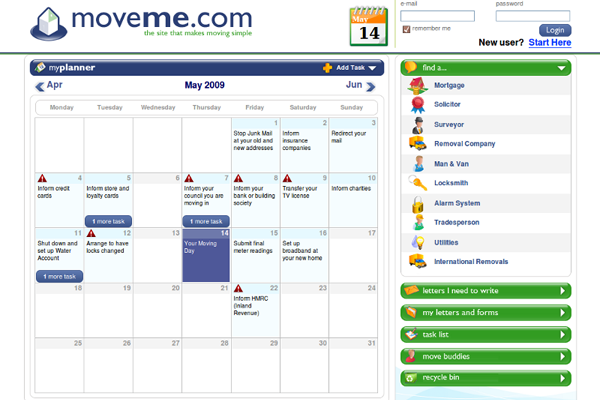 moveme.com
the site that makes moving simple
May
14
e-mail
password
remember me
Login
New user? Start Here
myplanner
Add Task
Apr
May 2009
Jun
Monday Tuesday Wednesday Thursday Friday Saturday Sunday
1 2 3
Stop Junk Mail at your old and new addresses
Inform insurance companies
Redirect your mail
4 5 6 7 8 9 10
Inform credit cards
Inform store and loyalty cards
1 more task
Inform your council you are moving in
1 more task
Inform your bank or building society
Transfer your TV license
Inform charities
11 12 13 14 15 16 17
Shut down and set up Water Account
1 more task
Arrange to have locks changed
Your Moving Day
Submit final meter readings
Set up broadband at your new home
18 19 20 21 22 23 24
Inform HMRC (Inland Revenue)
25 26 27 28 29 30 31
find a...
Mortgage
Solicitor
Surveyor
Removal Company
Man & Van
Locksmith
Alarm System
Tradesperson
Utilities
International Removals
letters I need to write
my letters and forms
task list
move buddies
recycle bin